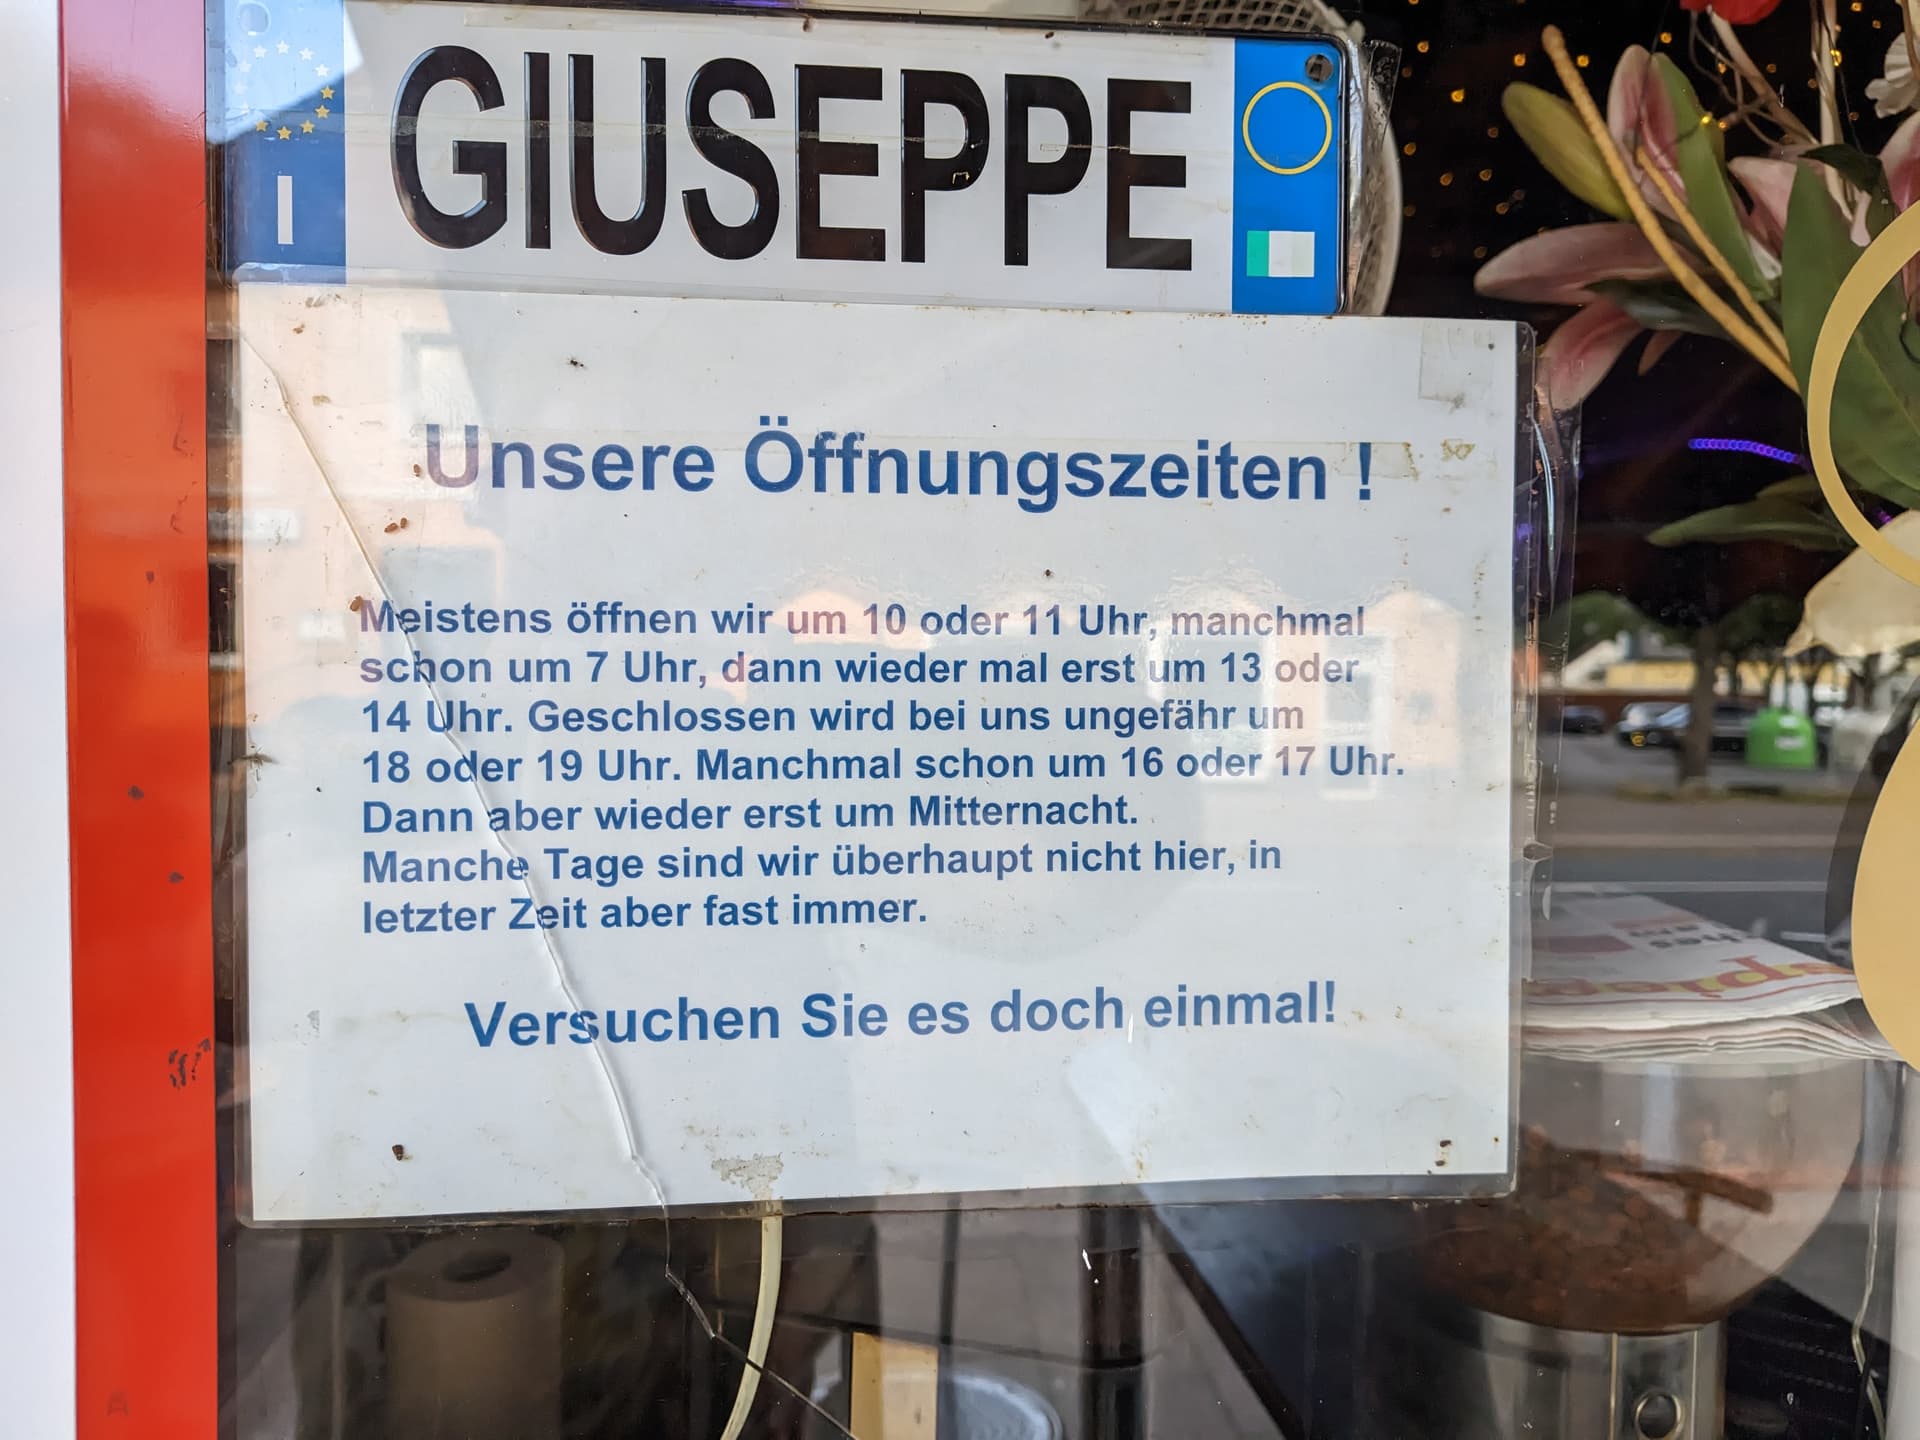 I
GIUSEPPE
Unsere Öffnungszeiten !
Meistens öffnen wir um 10 oder 11 Uhr, manchmal
schon um 7 Uhr, dann wieder mal erst um 13 oder
14 Uhr. Geschlossen wird bei uns ungefähr um
18 oder 19 Uhr. Manchmal schon um 16 oder 17 Uhr.
Dann aber wieder erst um Mitternacht.
Manche Tage sind wir überhaupt nicht hier, in
letzter Zeit aber fast immer.
Versuchen Sie es doch einmal!